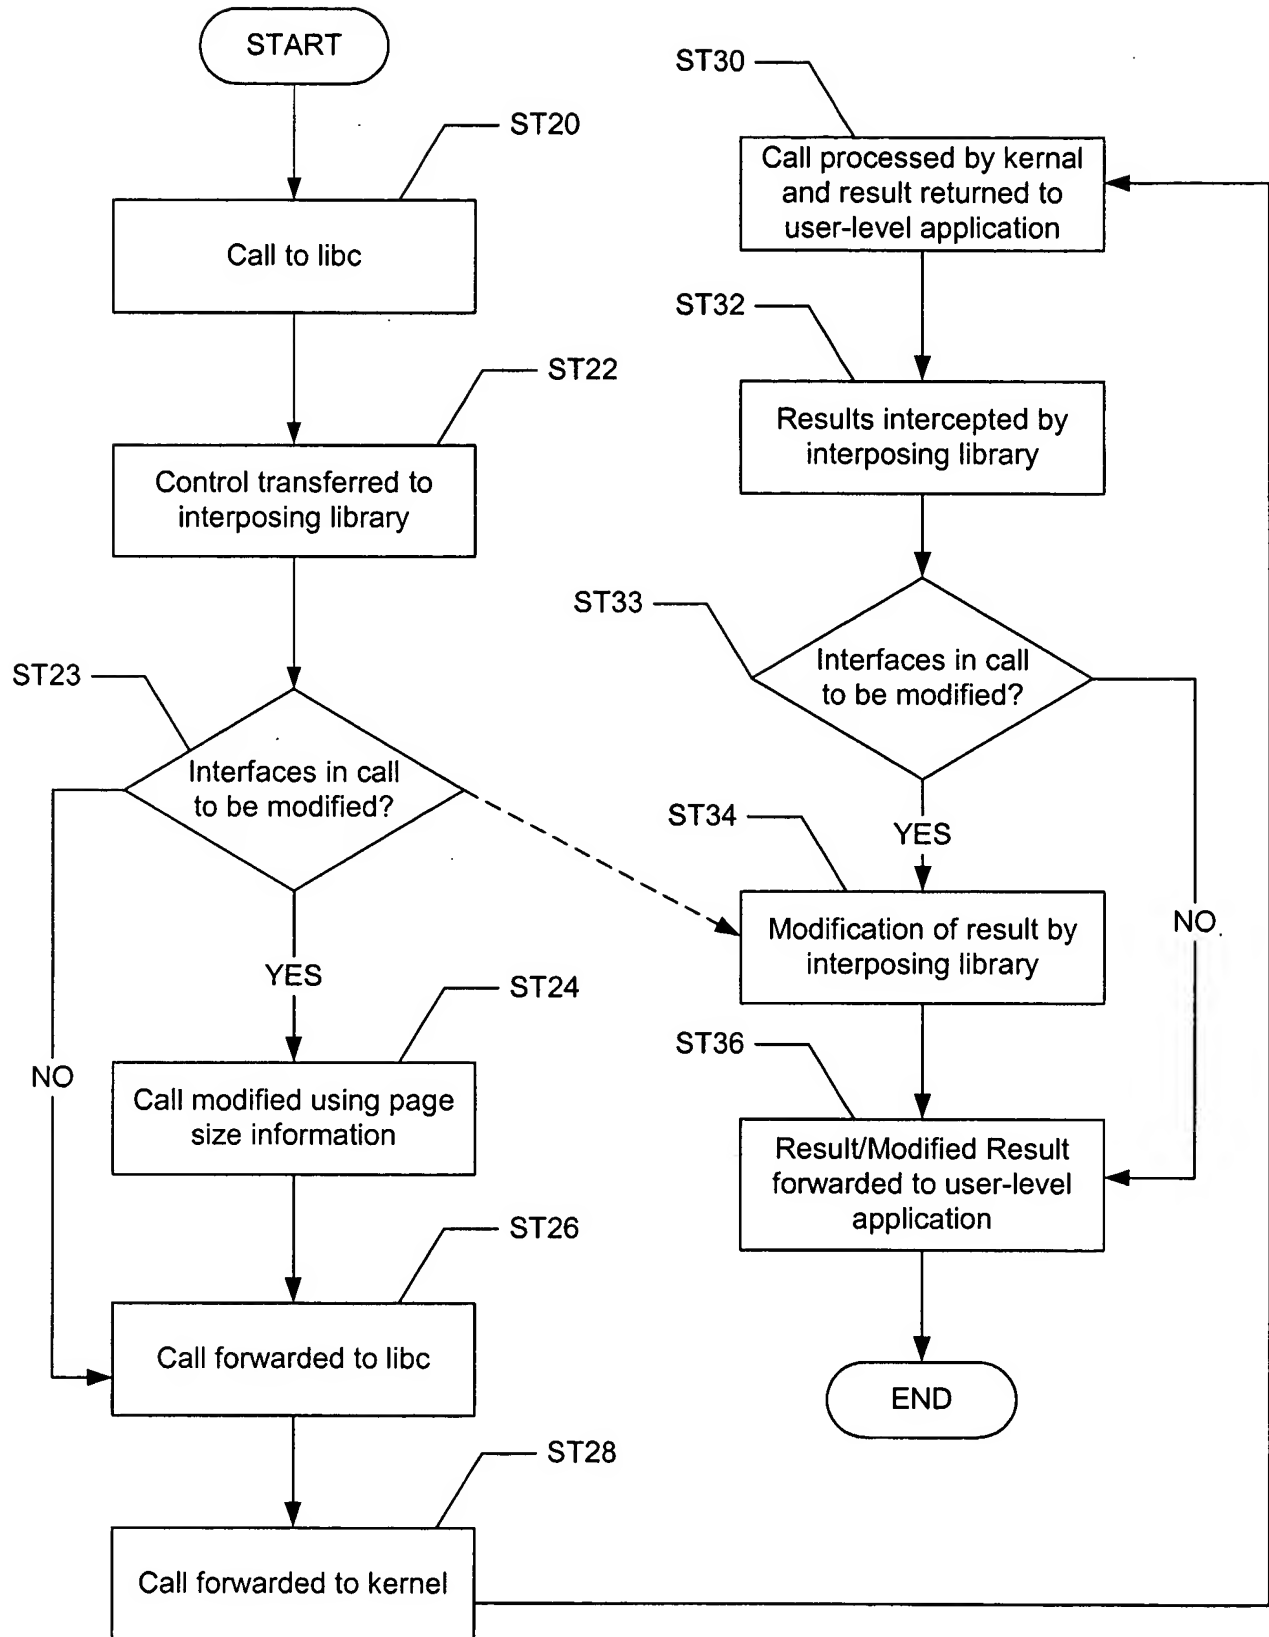 START
ST20
Call to libc
ST22
Control transferred to
interposing library
ST23
Interfaces in call
to be modified?
YES
NO
ST24
Call modified using page
size information
ST26
Call forwarded to libc
ST28
Call forwarded to kernel
ST30
Call processed by kernal
and result returned to
user-level application
ST32
Results intercepted by
interposing library
ST33
Interfaces in call
to be modified?
YES
NO
ST34
Modification of result by
interposing library
ST36
Result/Modified Result
forwarded to user-level
application
END